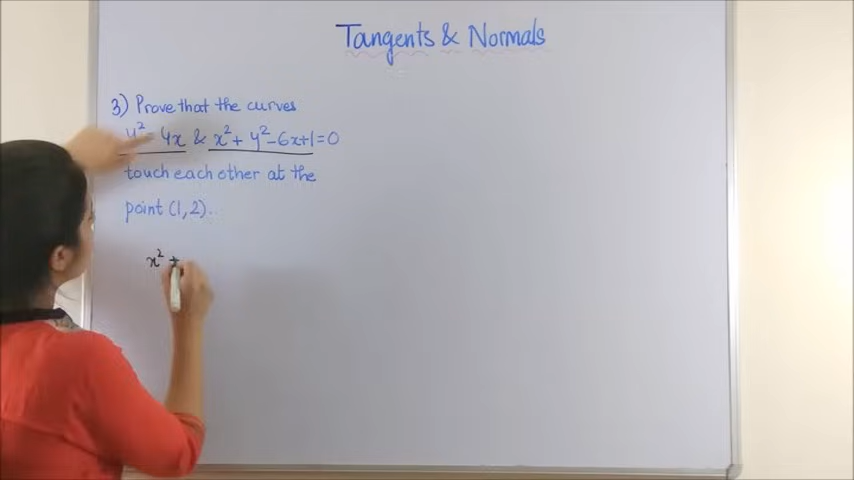 Tangents & Normals
3) Prove that the curves
y² = 4x & x² + y² - 6x + 1 = 0
touch each other at the
point (1, 2)..
x² +